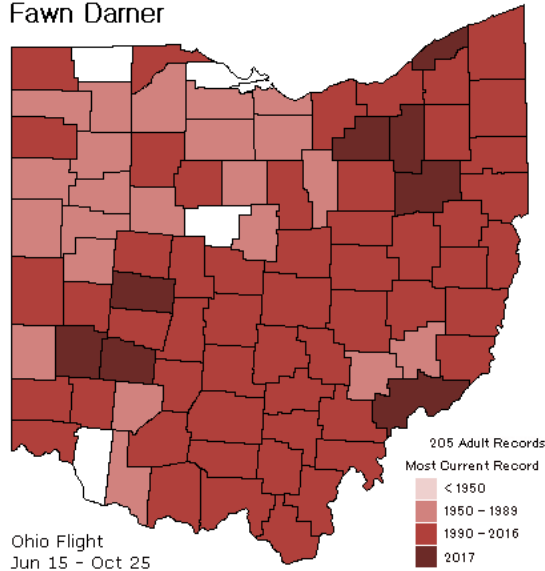 Fawn Darner
205 Adult Records
Most Current Record
< 1950
1950 - 1989
1990 - 2016
2017
Ohio Flight
Jun 15 - Oct 25